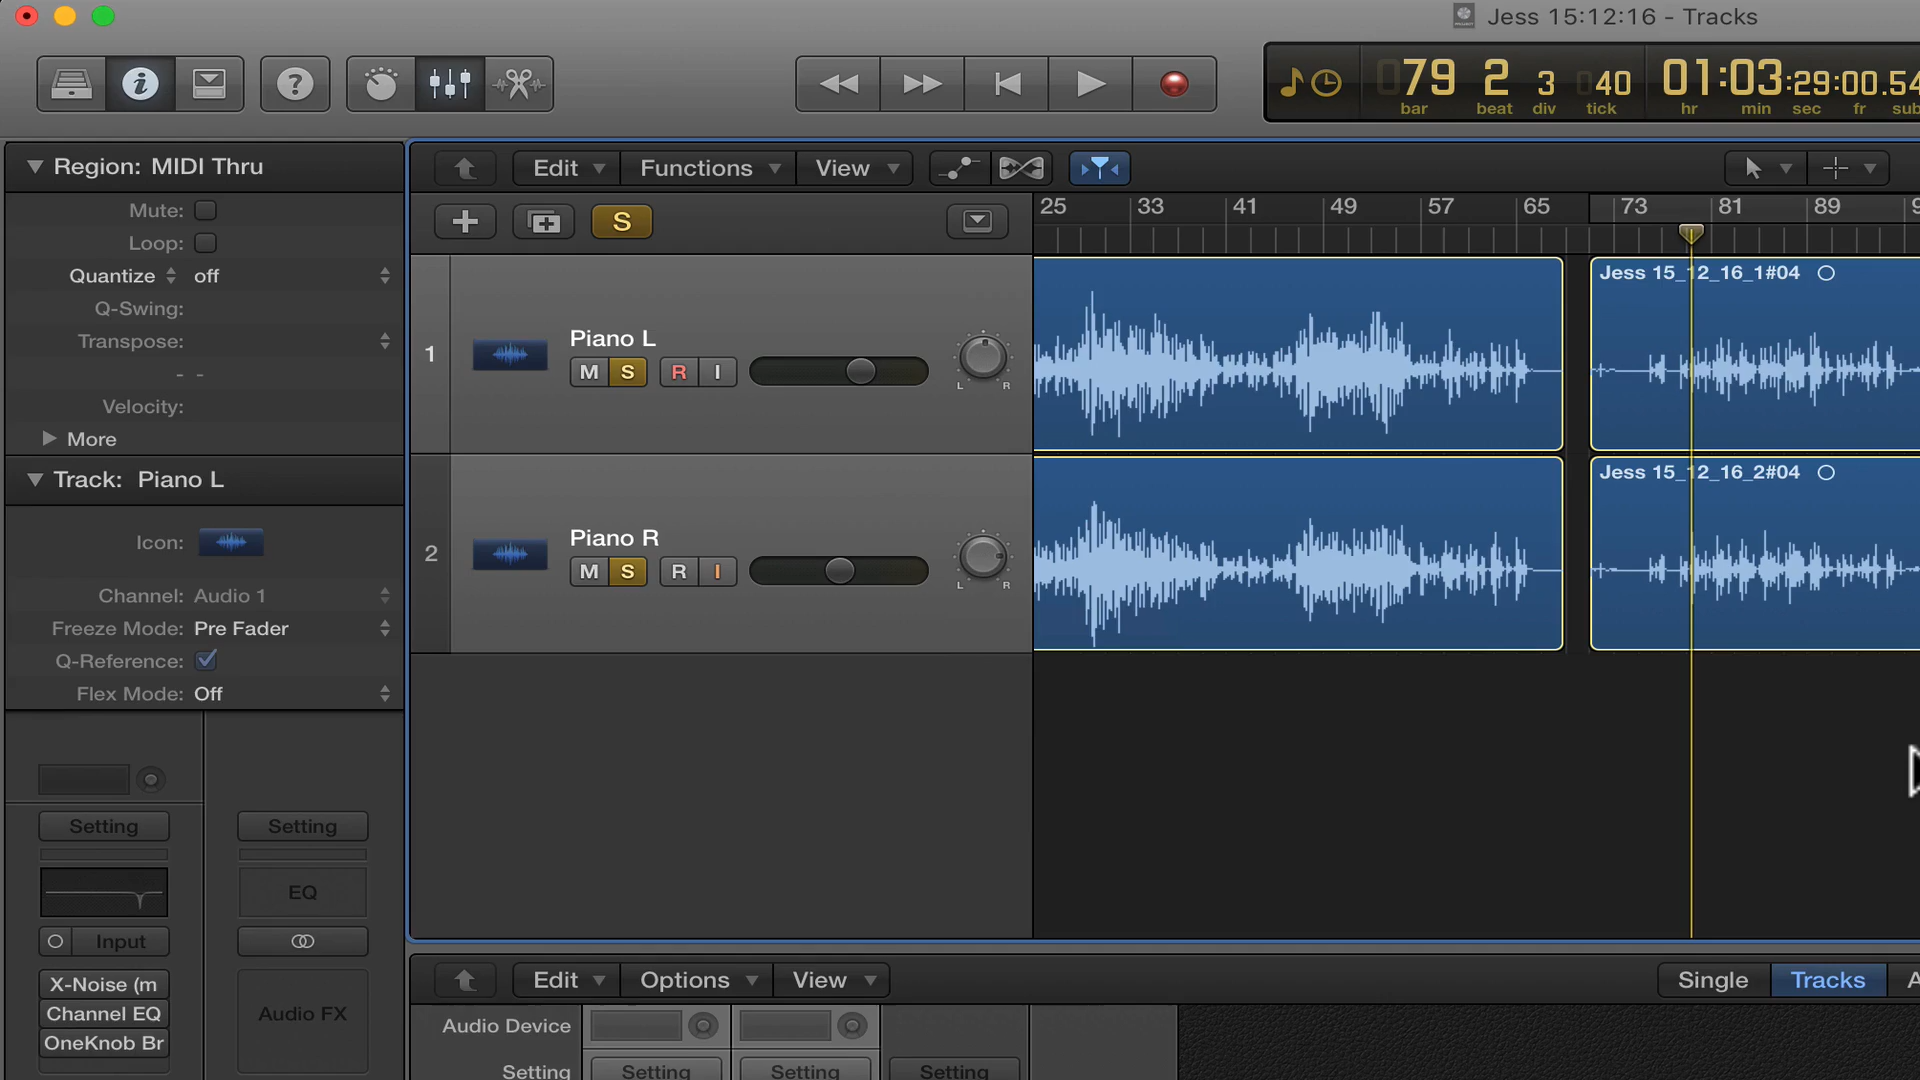 Jess 15:12:16 - Tracks
079 2 3 040 01:03:29:00.54
bar beat div tick hr min sec fr sub
Region: MIDI Thru
Mute:
Loop:
Quantize off
Q-Swing:
Transpose:
- -
Velocity:
More
Track: Piano L
Icon:
Channel: Audio 1
Freeze Mode: Pre Fader
Q-Reference:
Flex Mode: Off
Setting Setting
EQ
Input
X-Noise (m
Channel EQ
OneKnob Br
Audio FX
Edit Functions View
S
25 33 41 49 57 65 73 81 89
1
Piano L
M S R I
L R
Jess 15_12_16_1#04
2
Piano R
M S R I
L R
Jess 15_12_16_2#04
Edit Options View Single Tracks A
Audio Device
Setting Setting Setting Setting